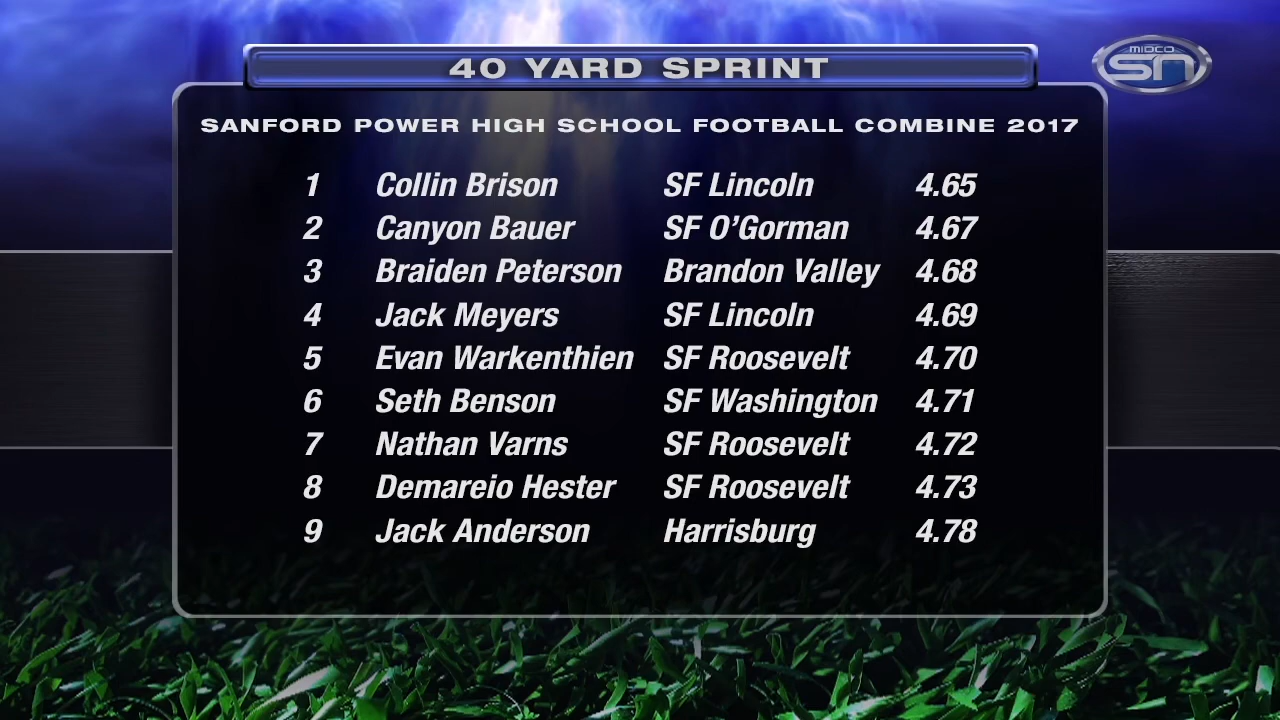 40 YARD SPRINT
MIDCO
SN
SANFORD POWER HIGH SCHOOL FOOTBALL COMBINE 2017
1 Collin Brison SF Lincoln 4.65
2 Canyon Bauer SF O'Gorman 4.67
3 Braiden Peterson Brandon Valley 4.68
4 Jack Meyers SF Lincoln 4.69
5 Evan Warkenthien SF Roosevelt 4.70
6 Seth Benson SF Washington 4.71
7 Nathan Varns SF Roosevelt 4.72
8 Demareio Hester SF Roosevelt 4.73
9 Jack Anderson Harrisburg 4.78